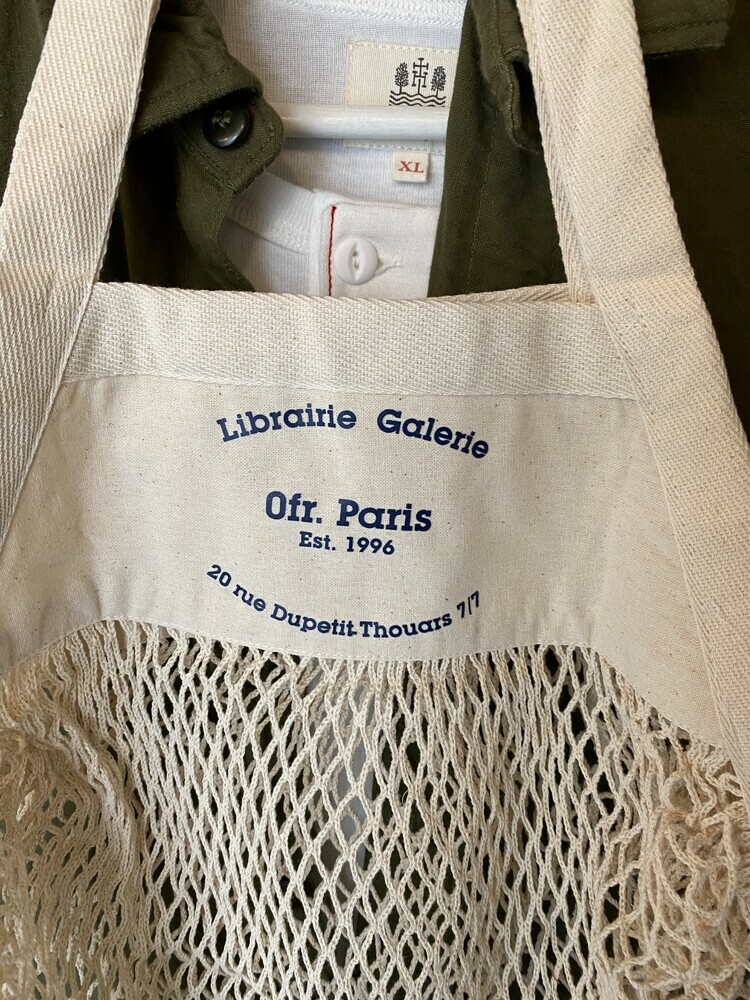 XL
Librairie Galerie
Ofr. Paris
Est. 1996
20 rue Dupetit-Thouars 7/7